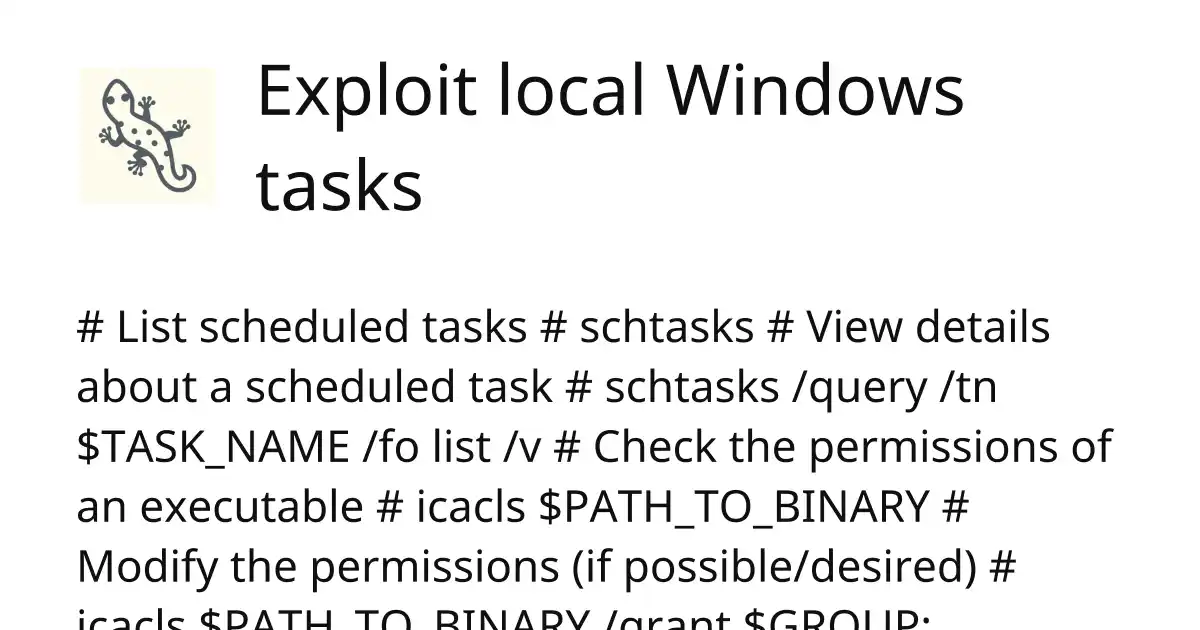 Exploit local Windows
tasks
# List scheduled tasks # schtasks # View details
about a scheduled task # schtasks /query /tn
$TASK_NAME /fo list /v # Check the permissions of
an executable # icacls $PATH_TO_BINARY #
Modify the permissions (if possible/desired) #
icacls $PATH_TO_BINARY /grant $GROUP: